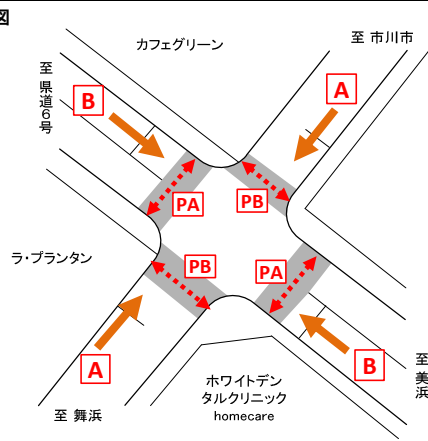 図
カフェグリーン
至 市川市
至 県道6号
B
A
PA
PB
ラ・プランタン
PB
PA
A
B
ホワイトデン
タルクリニック
homecare
至 舞浜
至 美浜